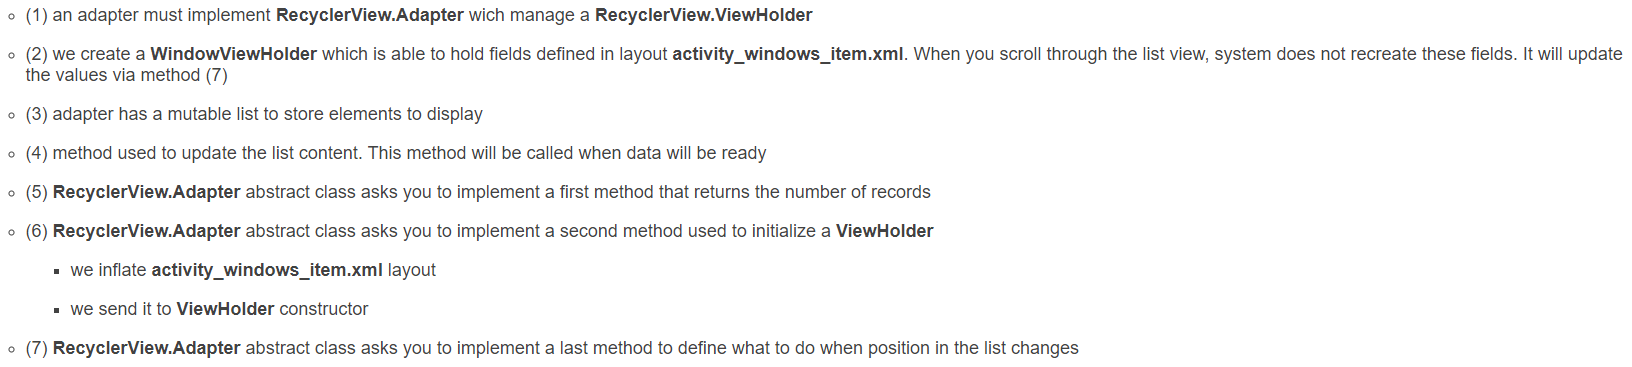 (1) an adapter must implement RecyclerView.Adapter wich manage a RecyclerView.ViewHolder
(2) we create a WindowViewHolder which is able to hold fields defined in layout activity_windows_item.xml. When you scroll through the list view, system does not recreate these fields. It will update
the values via method (7)
(3) adapter has a mutable list to store elements to display
(4) method used to update the list content. This method will be called when data will be ready
(5) RecyclerView.Adapter abstract class asks you to implement a first method that returns the number of records
(6) RecyclerView.Adapter abstract class asks you to implement a second method used to initialize a ViewHolder
we inflate activity_windows_item.xml layout
we send it to ViewHolder constructor
(7) RecyclerView.Adapter abstract class asks you to implement a last method to define what to do when position in the list changes